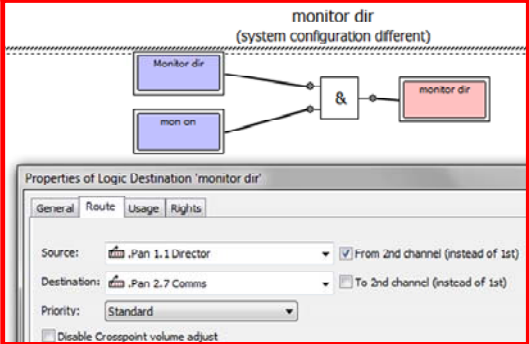 monitor dir
(system configuration different)
Monitor dir
&
monitor dir
mon on
Properties of Logic Destination 'monitor dir'
General Route Usage Rights
Source: .Pan 1.1 Director From 2nd channel (instead of 1st)
Destination: .Pan 2.7 Comms To 2nd channel (instead of 1st)
Priority: Standard
Disable Crosspoint volume adjust